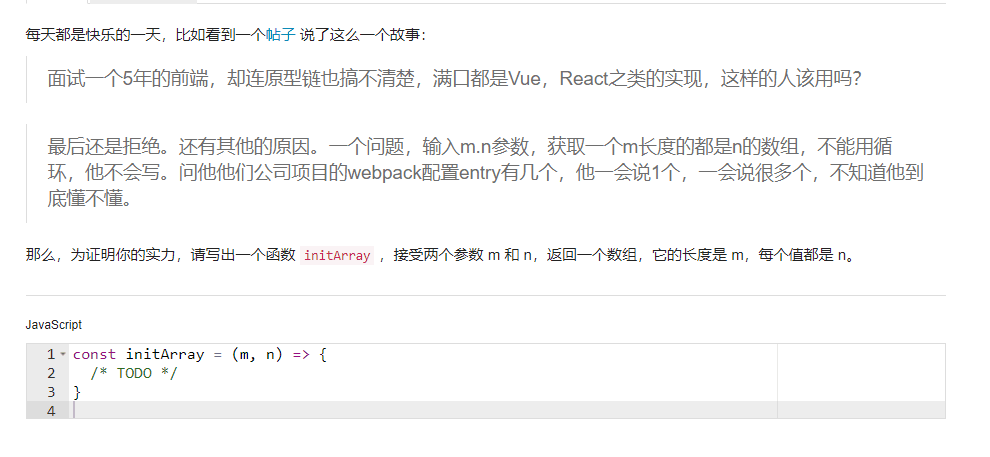 每天都是快乐的一天，比如看到一个帖子 说了这么一个故事：
面试一个5年的前端，却连原型链也搞不清楚，满口都是Vue，React之类的实现，这样的人该用吗？
最后还是拒绝。还有其他的原因。一个问题，输入m.n参数，获取一个m长度的都是n的数组，不能用循
环，他不会写。问他他们公司项目的webpack配置entry有几个，他一会说1个，一会说很多个，不知道他到
底懂不懂。
那么，为证明你的实力，请写出一个函数 initArray ，接受两个参数 m 和 n，返回一个数组，它的长度是 m，每个值都是 n。
JavaScript
1 const initArray = (m, n) => {
2 /* TODO */
3 }
4